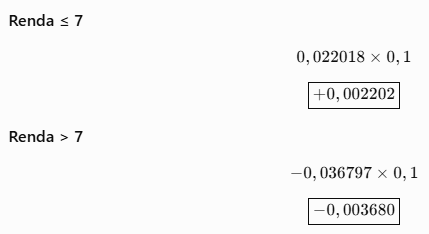 Renda ≤ 7
0,022018 × 0,1
+0,002202
Renda > 7
−0,036797 × 0,1
−0,003680